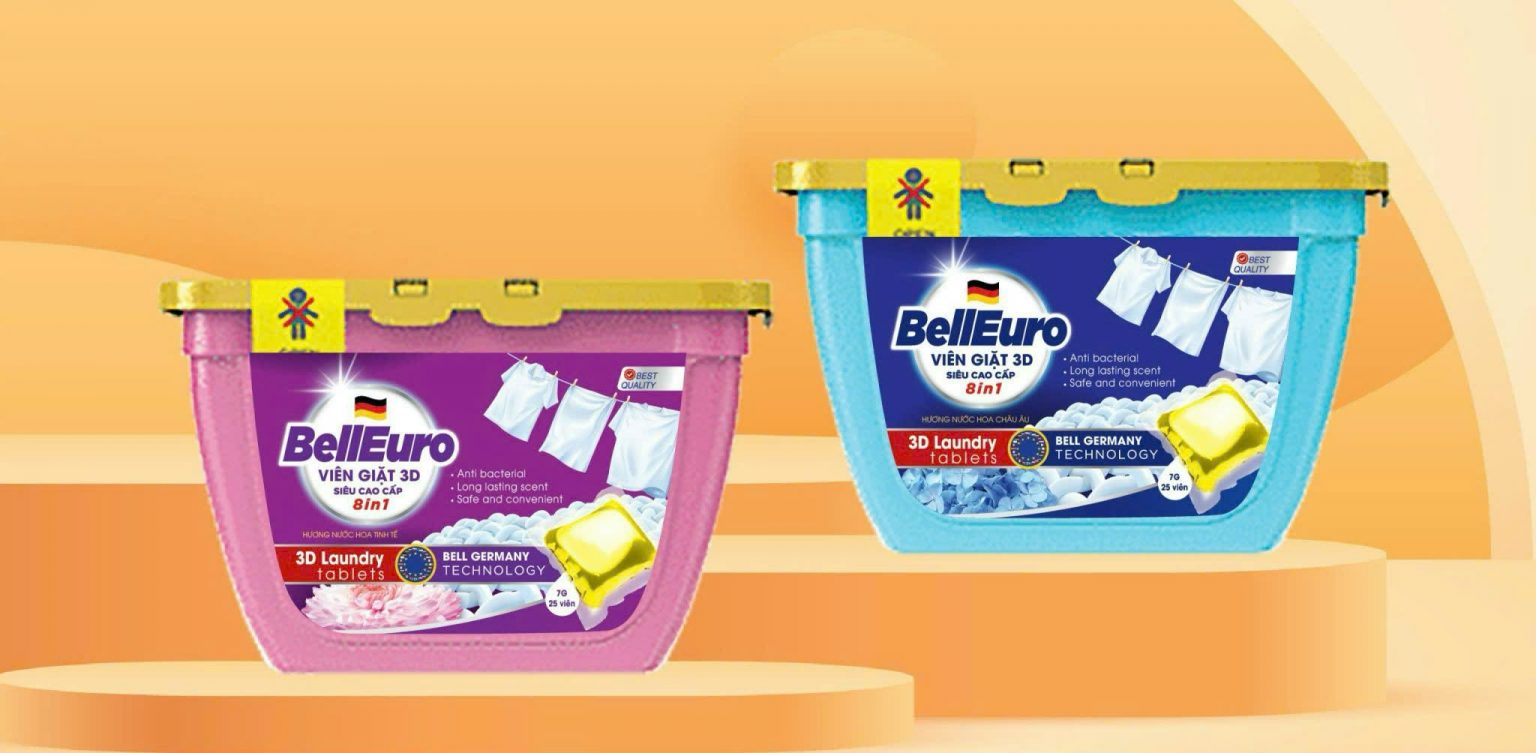 BEST
QUALITY
BellEuro
VIÊN GIẶT 3D
SIÊU CAO CẤP
8in1
• Anti bacterial
• Long lasting scent
• Safe and convenient
HƯƠNG NƯỚC HOA TINH TẾ
3D Laundry
tablets
BELL GERMANY
TECHNOLOGY
7G
25 viên
OPEN
BEST
QUALITY
BellEuro
VIÊN GIẶT 3D
SIÊU CAO CẤP
8in1
• Anti bacterial
• Long lasting scent
• Safe and convenient
HƯƠNG NƯỚC HOA CHÂU ÂU
3D Laundry
tablets
BELL GERMANY
TECHNOLOGY
7G
25 viên